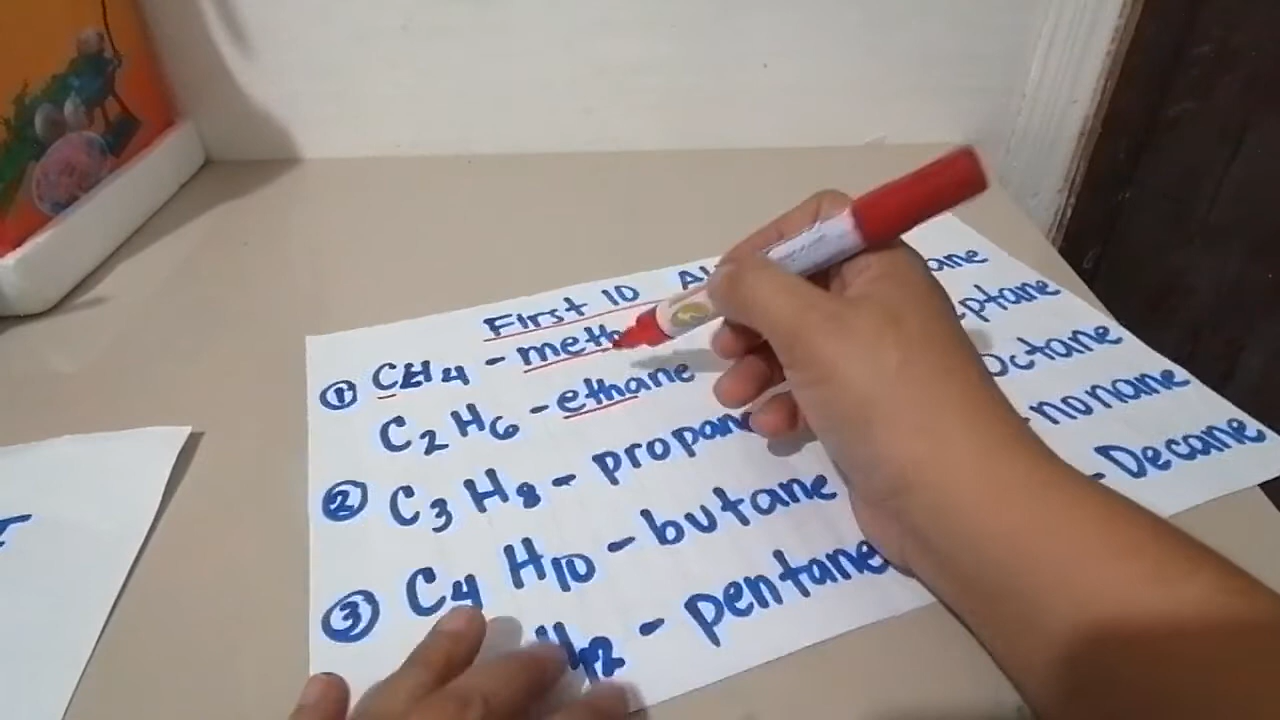 First 10
① CH4 - meth
C2H6 - ethane
② C3H8 - propan
③ C4 H10 - butane
H12 - pentane
ane
ptane
octane
- nonane
- Decane